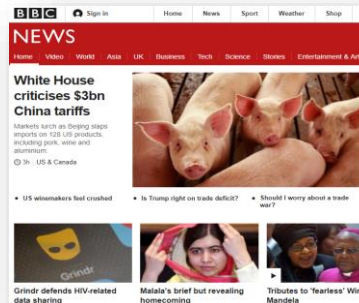 BBC Sign in Home News Sport Weather Shop
NEWS
Home Video World Asia UK Business Tech Science Stories Entertainment & Ar
White House
criticises $3bn
China tariffs
Markets lurch as Beijing slaps
imports on 128 US products,
including pork, wine and
aluminium.
3h US & Canada
US winemakers feel crushed
Is Trump right on trade deficit?
Should I worry about a trade
war?
Grindr
Grindr defends HIV-related
data sharing
Malala's brief but revealing
homecoming
Tributes to 'fearless' Win
Mandela